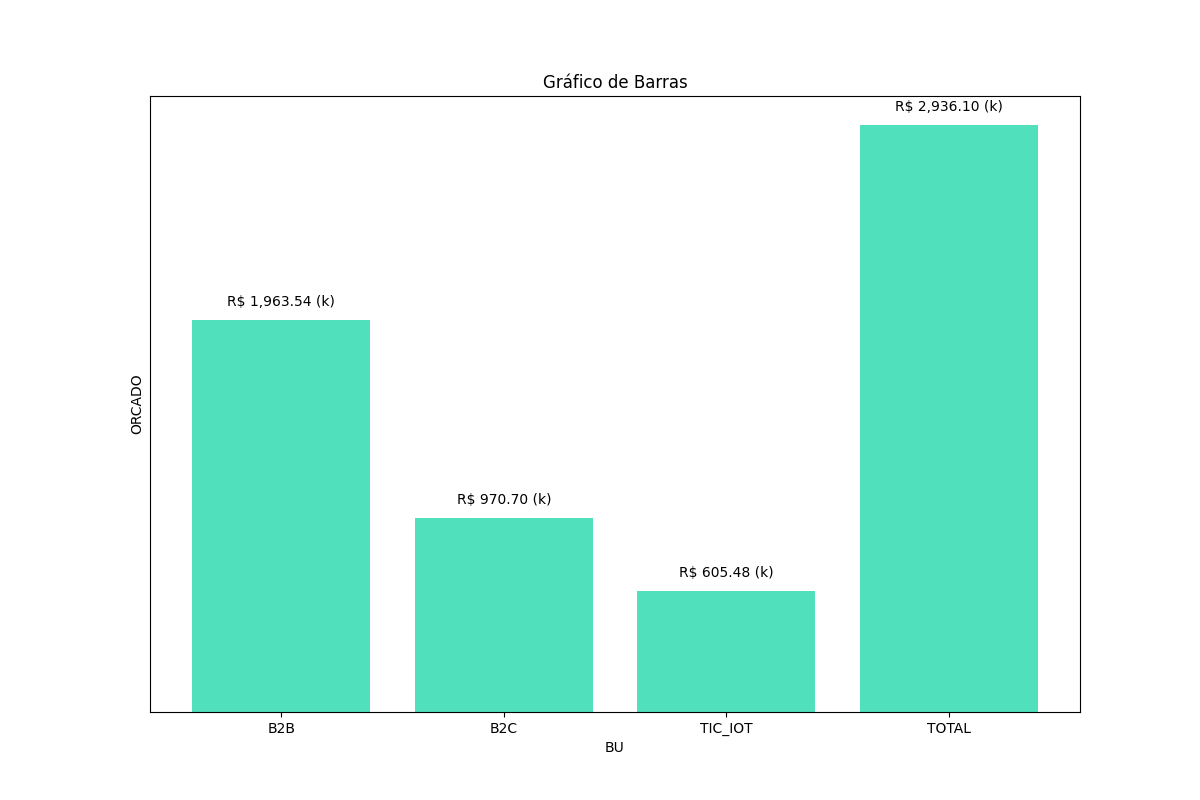 Gráfico de Barras
R$ 2,936.10 (k)
R$ 1,963.54 (k)
R$ 970.70 (k)
R$ 605.48 (k)
ORCADO
B2B
B2C
TIC_IOT
TOTAL
BU